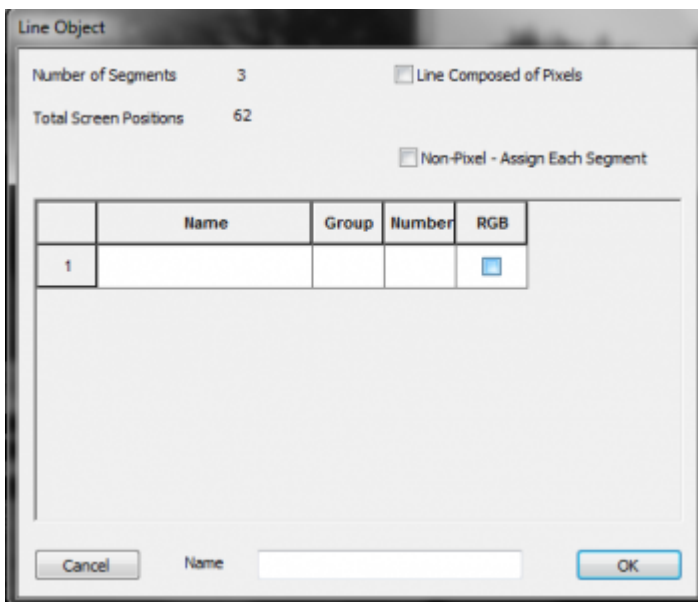 Line Object
Number of Segments 3 Line Composed of Pixels
Total Screen Positions 62
Non-Pixel - Assign Each Segment
Name Group Number RGB
1
Cancel Name OK